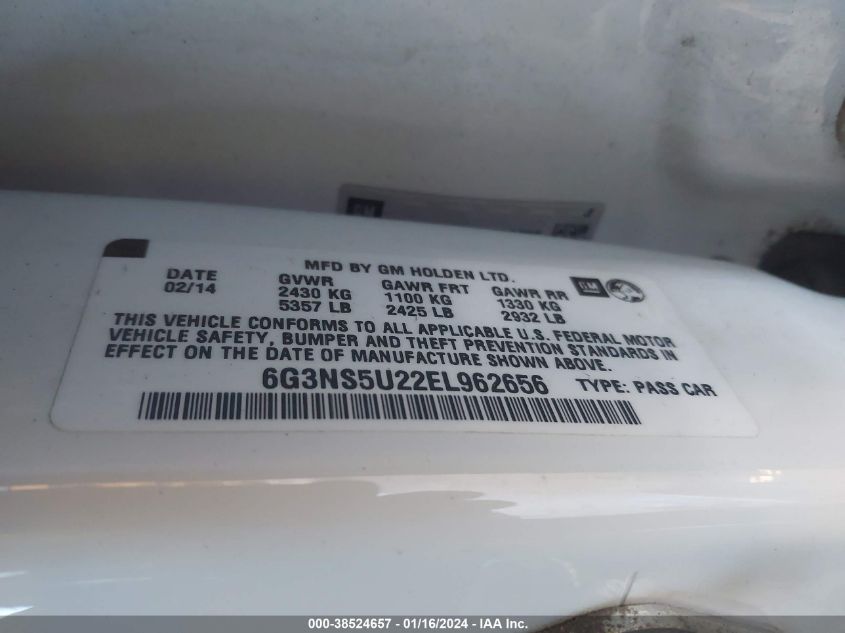 GM
MFD BY GM HOLDEN LTD.
DATE GVWR GAWR FRT GAWR RR GM
02/14 2430 KG 1100 KG 1330 KG
5357 LB 2425 LB 2932 LB
THIS VEHICLE CONFORMS TO ALL APPLICABLE U.S. FEDERAL MOTOR
VEHICLE SAFETY, BUMPER AND THEFT PREVENTION STANDARDS IN
EFFECT ON THE DATE OF MANUFACTURE SHOWN ABOVE.
6G3NS5U22EL962656 TYPE: PASS CAR
000-38524657 - 01/16/2024 - IAA Inc.